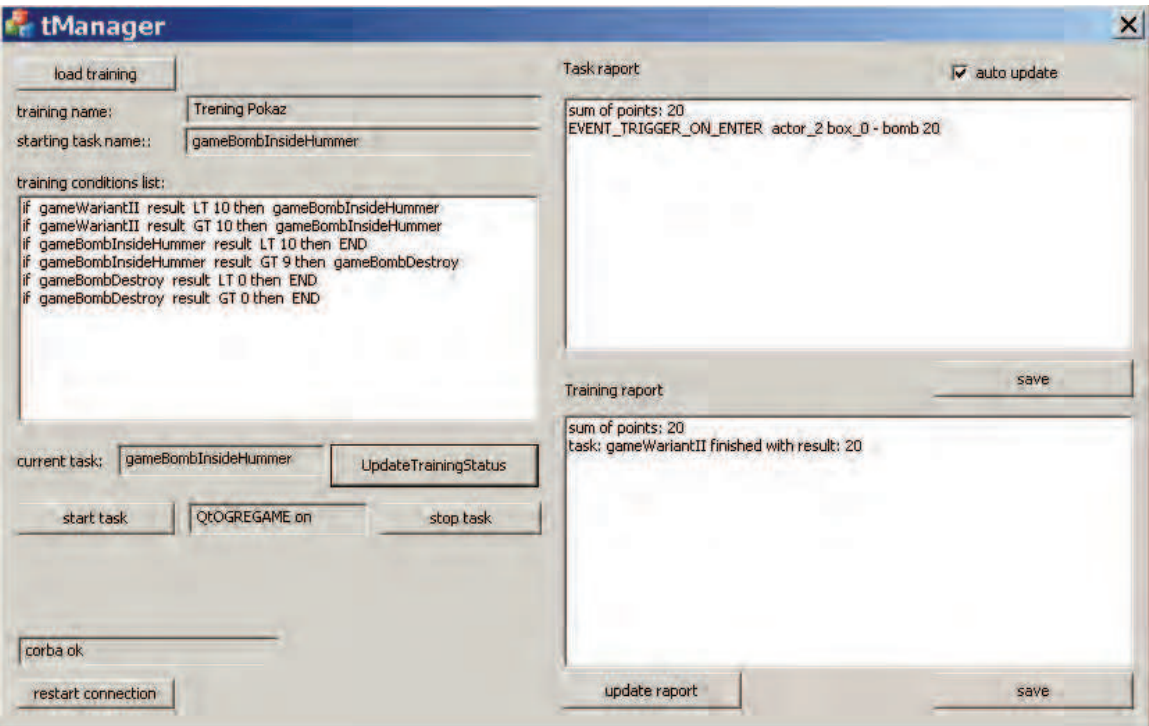 tManager
load training
training name:
Trening Pokaz
starting task name::
gameBombInsideHummer
training conditions list:
if gameWariantII result LT 10 then gameBombInsideHummer
if gameWariantII result GT 10 then gameBombInsideHummer
if gameBombInsideHummer result LT 10 then END
if gameBombInsideHummer result GT 9 then gameBombDestroy
if gameBombDestroy result LT 0 then END
if gameBombDestroy result GT 0 then END
current task:
gameBombInsideHummer
UpdateTrainingStatus
start task
QtOGREGAME on
stop task
corba ok
restart connection
Task raport
auto update
sum of points: 20
EVENT_TRIGGER_ON_ENTER actor_2 box_0 - bomb 20
save
Training raport
sum of points: 20
task: gameWariantII finished with result: 20
update raport
save